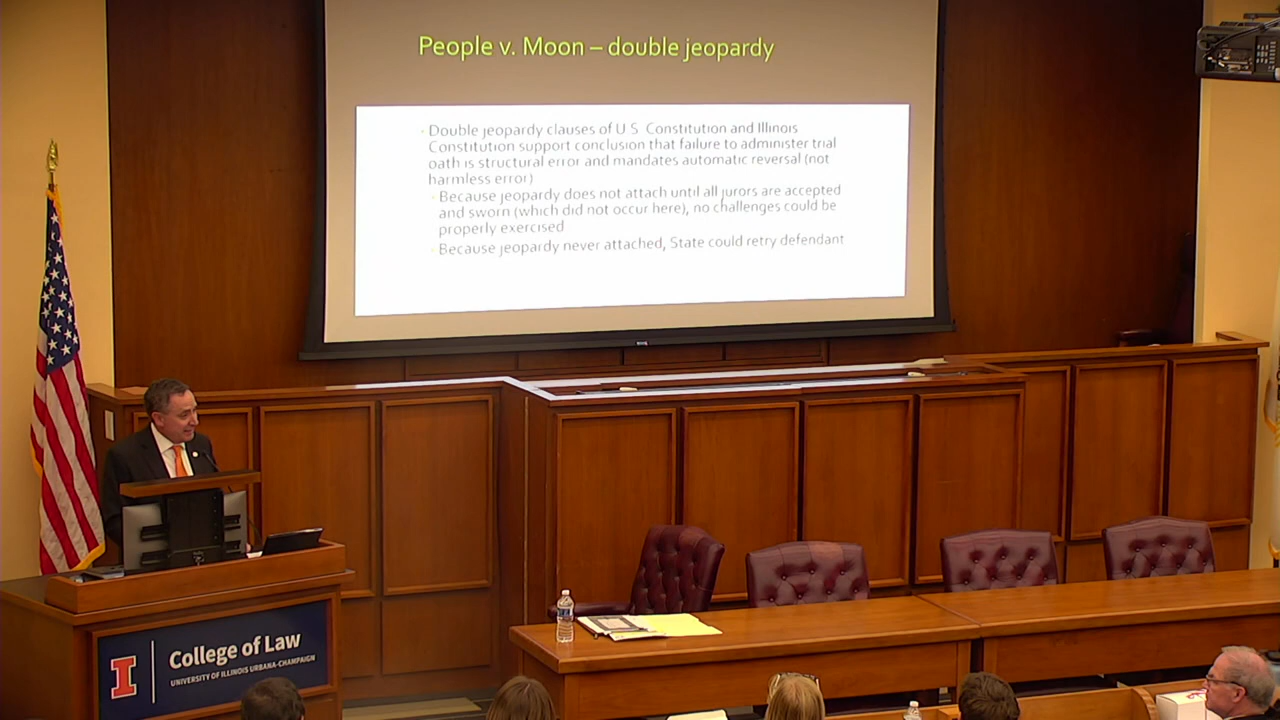 People v. Moon – double jeopardy
Double jeopardy clauses of U.S. Constitution and Illinois
Constitution support conclusion that failure to administer trial
oath is structural error and mandates automatic reversal (not
harmless error)
Because jeopardy does not attach until all jurors are accepted
and sworn (which did not occur here), no challenges could be
properly exercised
Because jeopardy never attached, State could retry defendant
I
College of Law
UNIVERSITY OF ILLINOIS URBANA-CHAMPAIGN